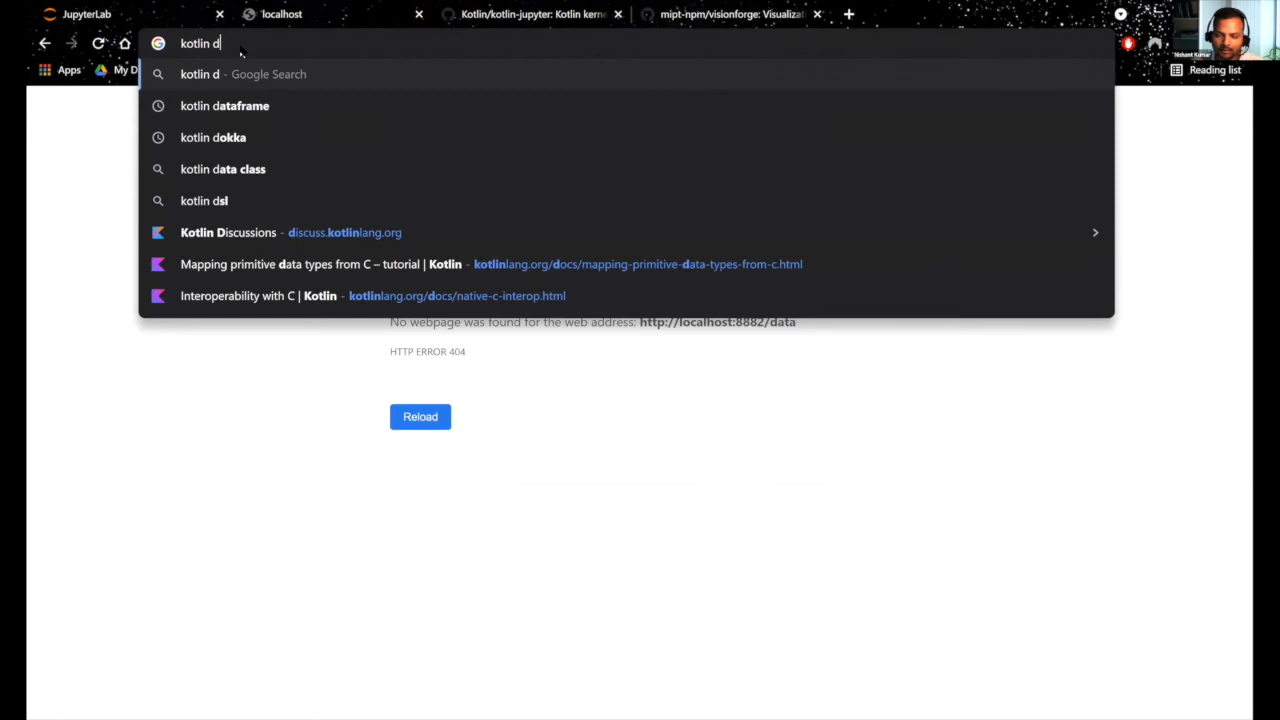 JupyterLab
localhost
Kotlin/kotlin-jupyter: Kotlin kerne
mipt-npm/visionforge: Visualizat
kotlin d
Nishant Kumar
Apps
My D
Reading list
kotlin d - Google Search
kotlin dataframe
kotlin dokka
kotlin data class
kotlin dsl
Kotlin Discussions - discuss.kotlinlang.org
Mapping primitive data types from C – tutorial | Kotlin - kotlinlang.org/docs/mapping-primitive-data-types-from-c.html
Interoperability with C | Kotlin - kotlinlang.org/docs/native-c-interop.html
No webpage was found for the web address: http://localhost:8882/data
HTTP ERROR 404
Reload